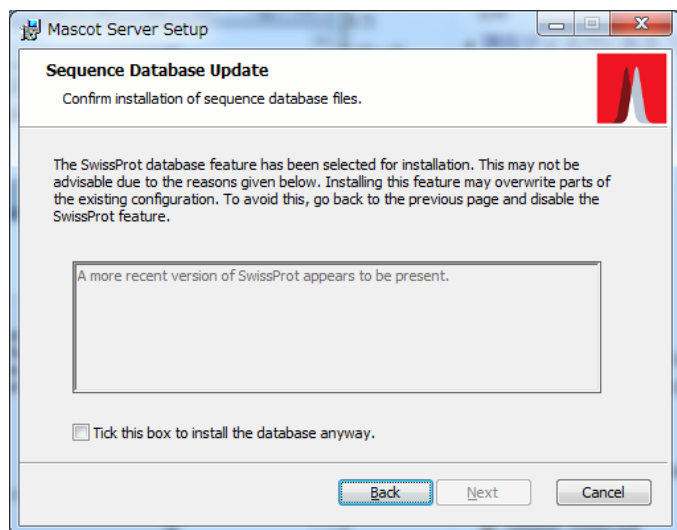 Mascot Server Setup
Sequence Database Update
Confirm installation of sequence database files.
The SwissProt database feature has been selected for installation. This may not be
advisable due to the reasons given below. Installing this feature may overwrite parts of
the existing configuration. To avoid this, go back to the previous page and disable the
SwissProt feature.
A more recent version of SwissProt appears to be present.
Tick this box to install the database anyway.
Back
Next
Cancel